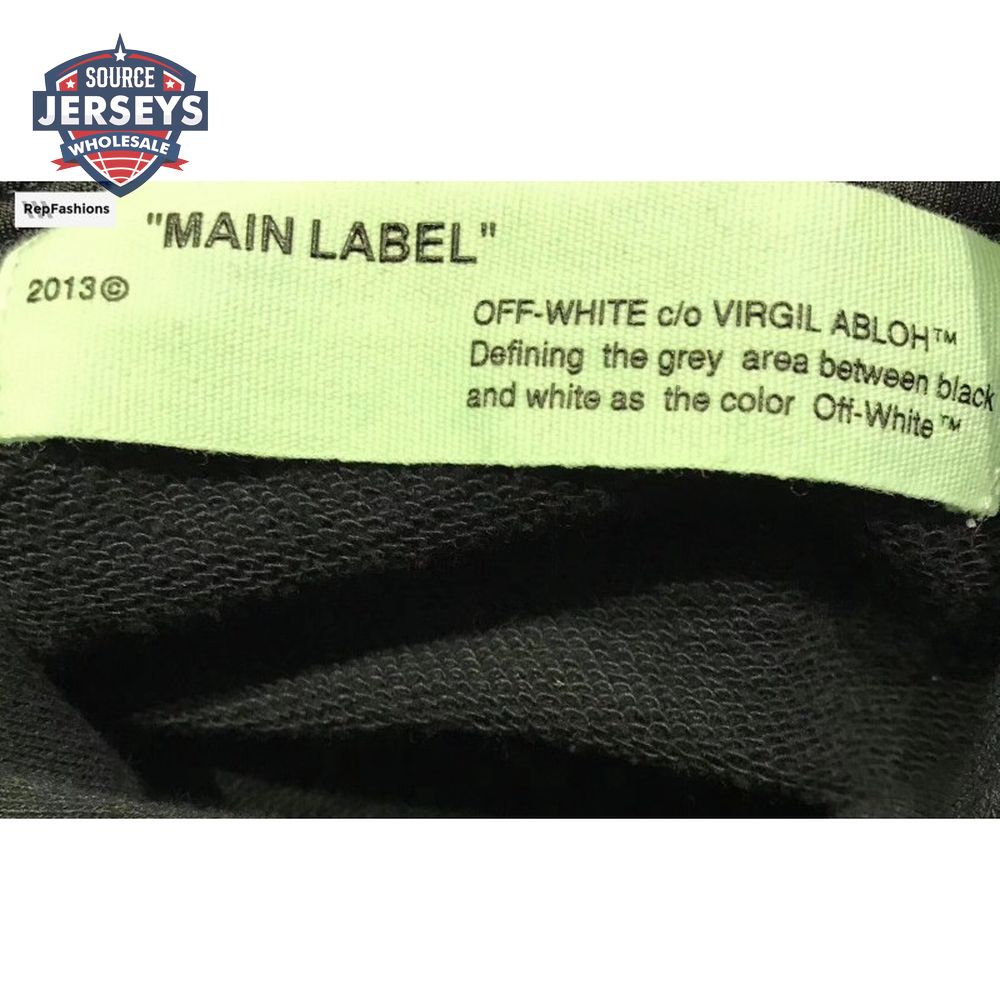 SOURCE
JERSEYS
WHOLESALE
RepFashions
"MAIN LABEL"
2013©
OFF-WHITE c/o VIRGIL ABLOH™
Defining the grey area between black
and white as the color Off-White™